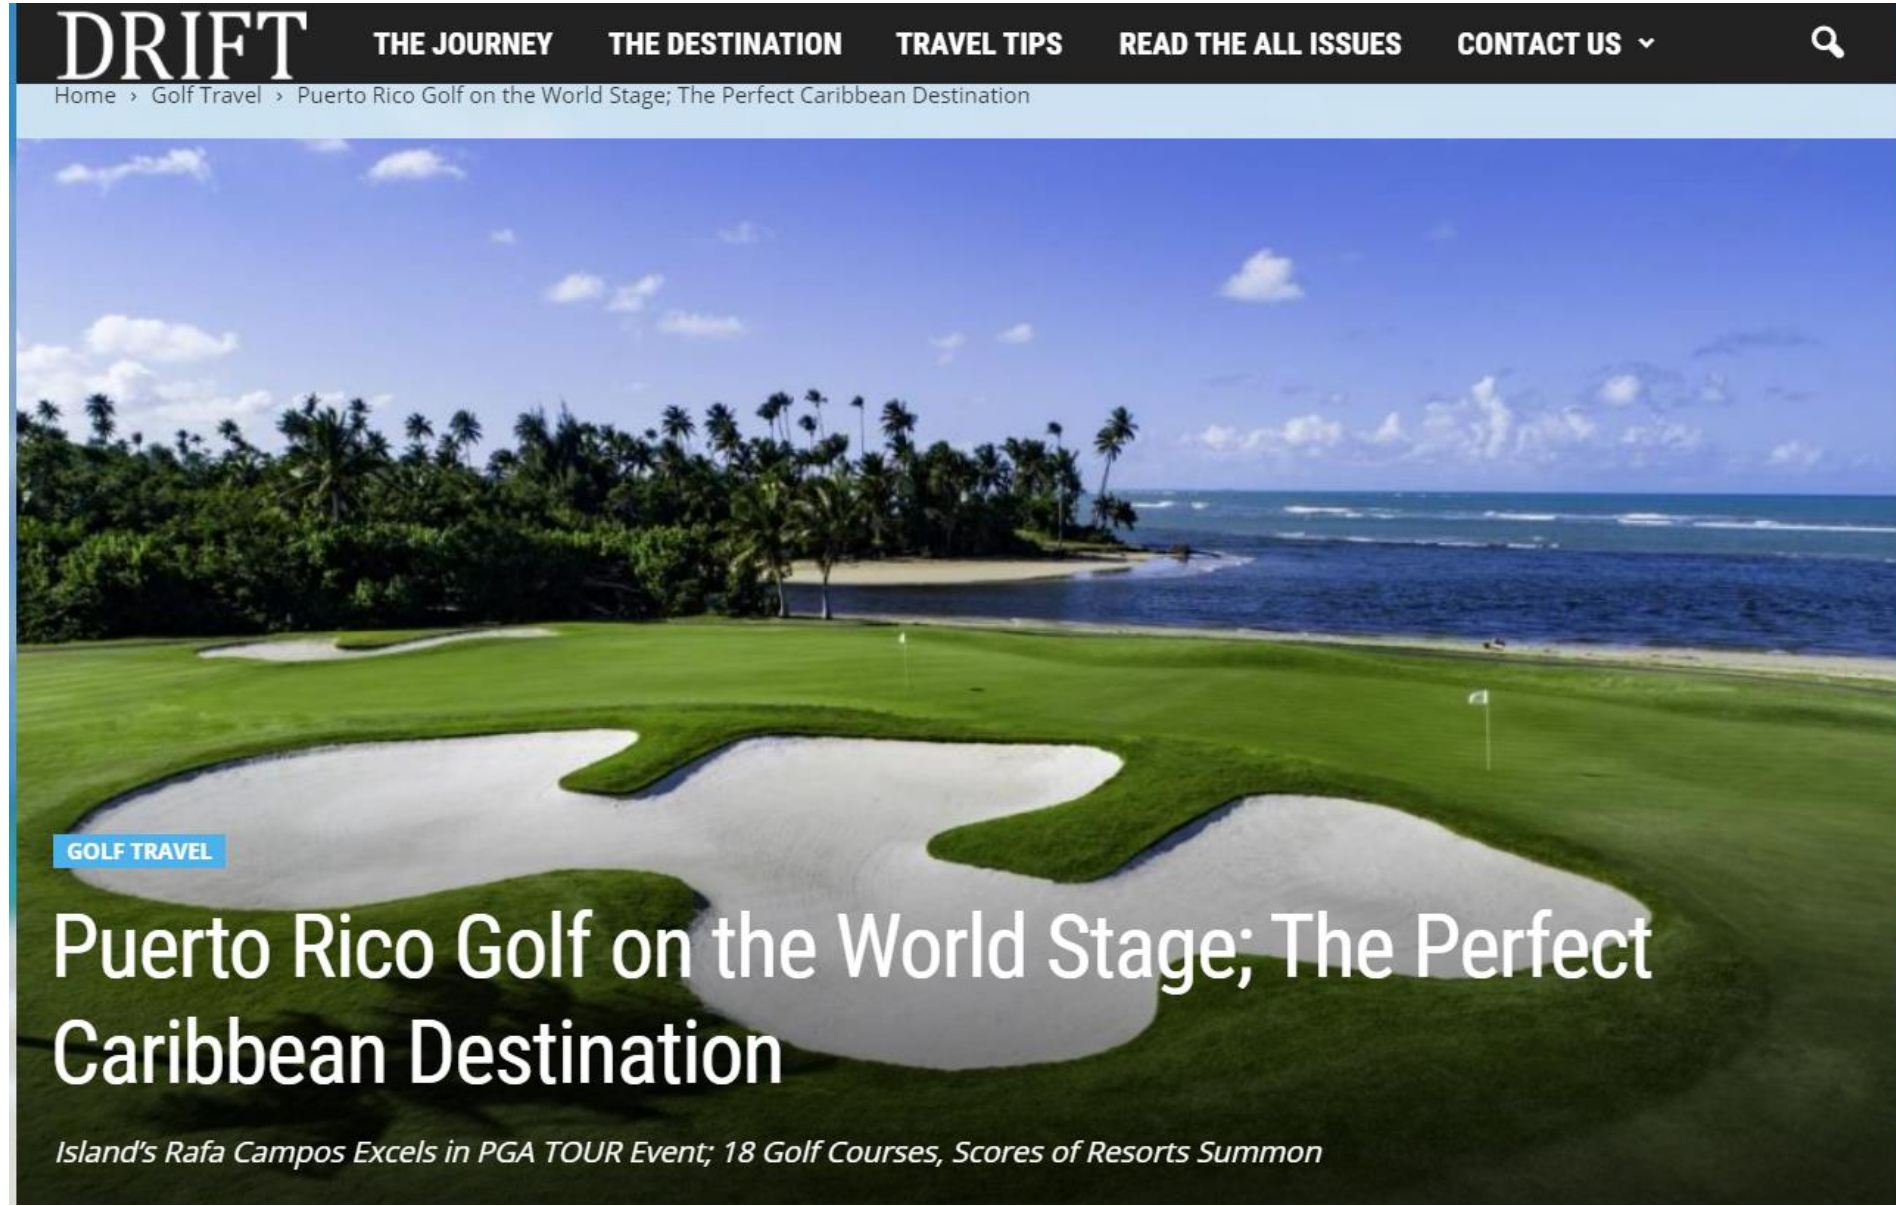 DRIFT THE JOURNEY THE DESTINATION TRAVEL TIPS READ THE ALL ISSUES CONTACT US
Home › Golf Travel › Puerto Rico Golf on the World Stage; The Perfect Caribbean Destination
GOLF TRAVEL
Puerto Rico Golf on the World Stage; The Perfect
Caribbean Destination
Island's Rafa Campos Excels in PGA TOUR Event; 18 Golf Courses, Scores of Resorts Summon